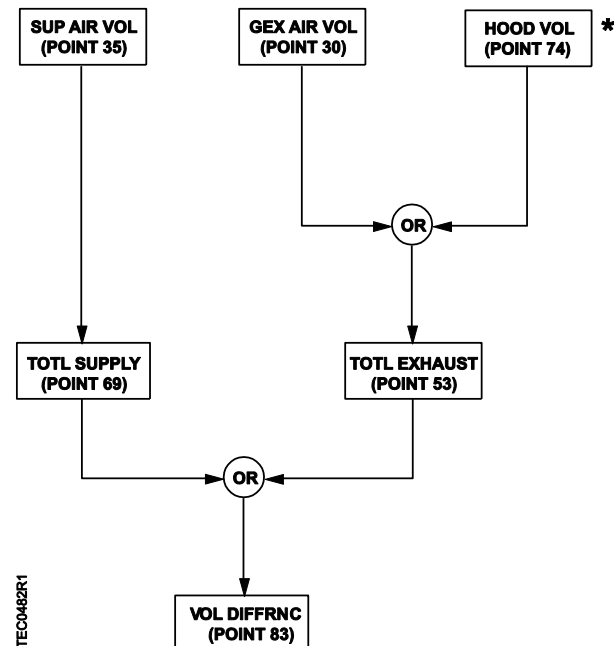 SUP AIR VOL
(POINT 35)
GEX AIR VOL
(POINT 30)
HOOD VOL
(POINT 74)
*
OR
TOTL SUPPLY
(POINT 69)
TOTL EXHAUST
(POINT 53)
OR
VOL DIFFRNC
(POINT 83)
TEC0482R1